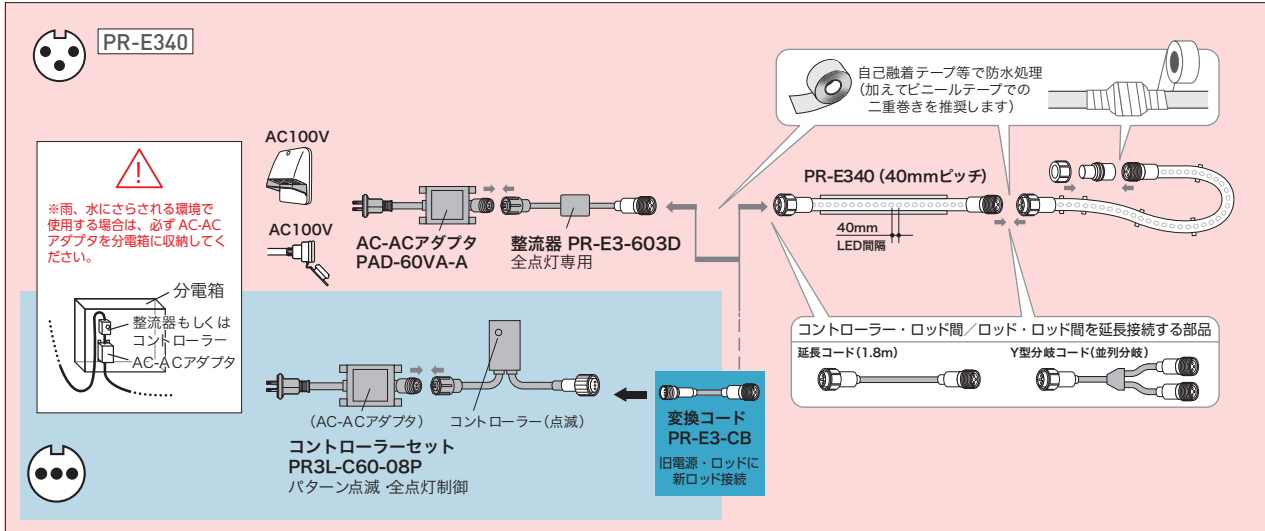 PR-E340
自己融着テープ等で防水処理
(加えてビニールテープでの
二重巻きを推奨します)
AC100V
※雨、水にさらされる環境で
使用する場合は、必ず AC-AC
アダプタを分電箱に収納してく
ださい。
AC100V
AC-ACアダプタ
PAD-60VA-A
整流器 PR-E3-603D
全点灯専用
PR-E340 (40mmピッチ)
40mm
LED間隔
分電箱
整流器もしくは
コントローラー
AC-ACアダプタ
コントローラー・ロッド間/ロッド・ロッド間を延長接続する部品
延長コード(1.8m)
Y型分岐コード(並列分岐)
(AC-ACアダプタ)
コントローラー(点滅)
コントローラーセット
PR3L-C60-08P
パターン点滅・全点灯制御
変換コード
PR-E3-CB
旧電源・ロッドに
新ロッド接続